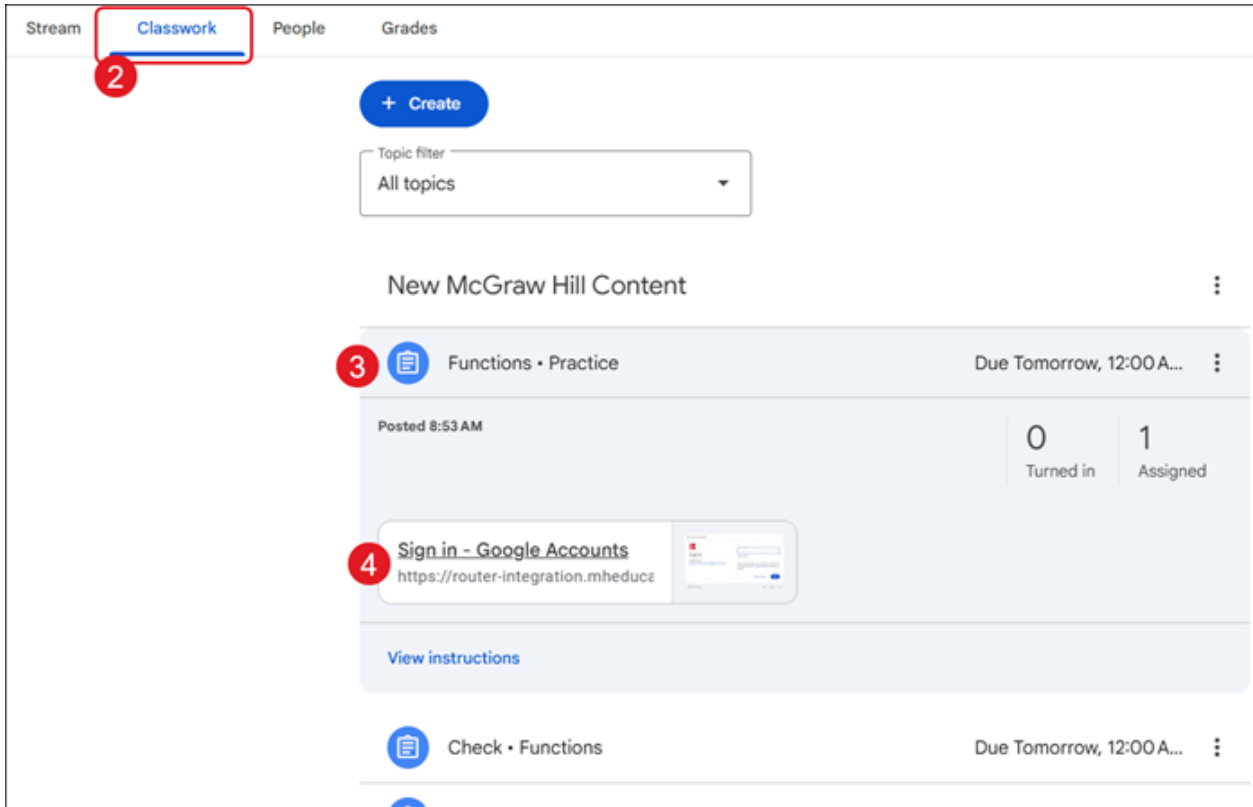 Stream Classwork People Grades
2
+ Create
Topic filter
All topics
New McGraw Hill Content
3 Functions • Practice Due Tomorrow, 12:00 A...
Posted 8:53 AM
0 1
Turned in Assigned
Sign in - Google Accounts
4
https://router-integration.mheduca
View instructions
Check • Functions Due Tomorrow, 12:00 A...